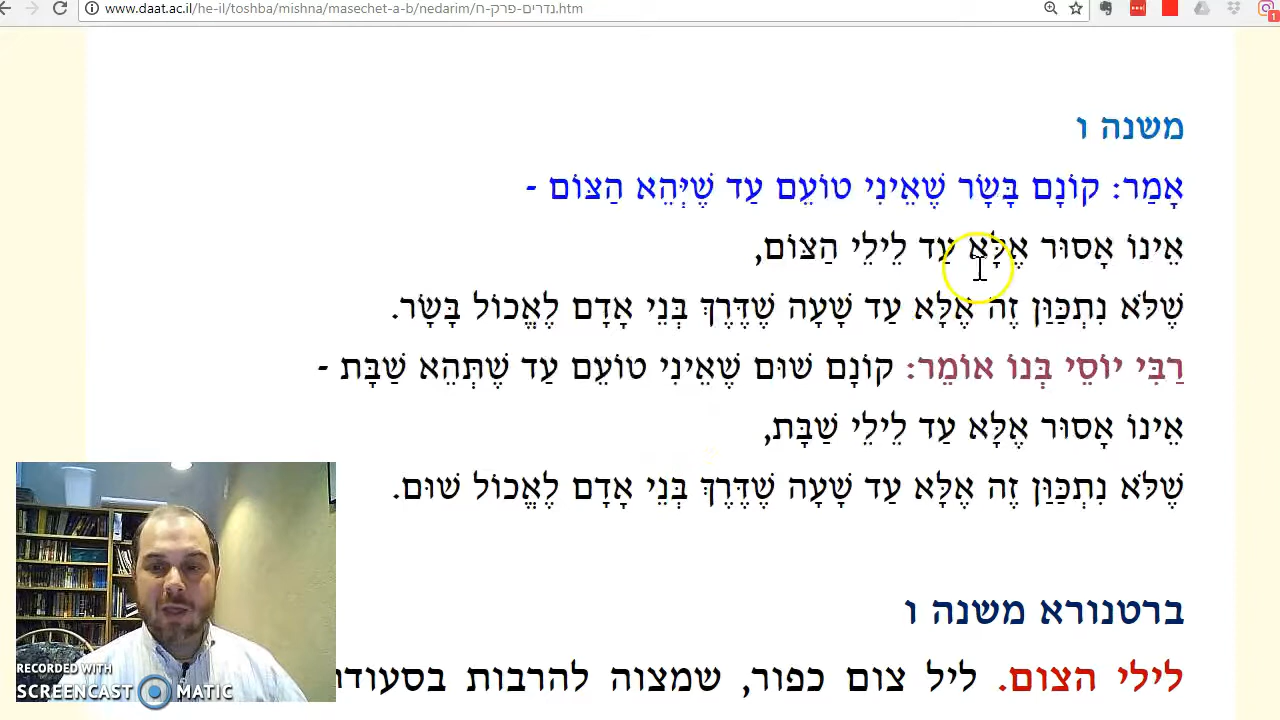 www.daat.ac.il/he-il/toshba/mishna/masechet-a-b/nedarim/נדרים-פרק-ח.htm
משנה ו
אָמַר: קוֹנָם בָּשָׂר שֶׁאֵינִי טוֹעֵם עַד שֶׁיְּהֵא הַצּוֹם -
אֵינוֹ אָסוּר אֶלָּא עַד לֵילֵי הַצּוֹם,
שֶׁלֹּא נִתְכַּוַּן זֶה אֶלָּא עַד שָׁעָה שֶׁדֶּרֶךְ בְּנֵי אָדָם לֶאֱכוֹל בָּשָׂר.
רַבִּי יוֹסֵי בְּנוֹ אוֹמֵר: קוֹנָם שׁוּם שֶׁאֵינִי טוֹעֵם עַד שֶׁתְּהֵא שַׁבָּת -
אֵינוֹ אָסוּר אֶלָּא עַד לֵילֵי שַׁבָּת,
שֶׁלֹּא נִתְכַּוַּן זֶה אֶלָּא עַד שָׁעָה שֶׁדֶּרֶךְ בְּנֵי אָדָם לֶאֱכוֹל שׁוּם.
ברטנורא משנה ו
לילי הצום. ליל צום כפור, שמצוה להרבות בסעודת
RECORDED WITH
SCREENCAST MATIC
1